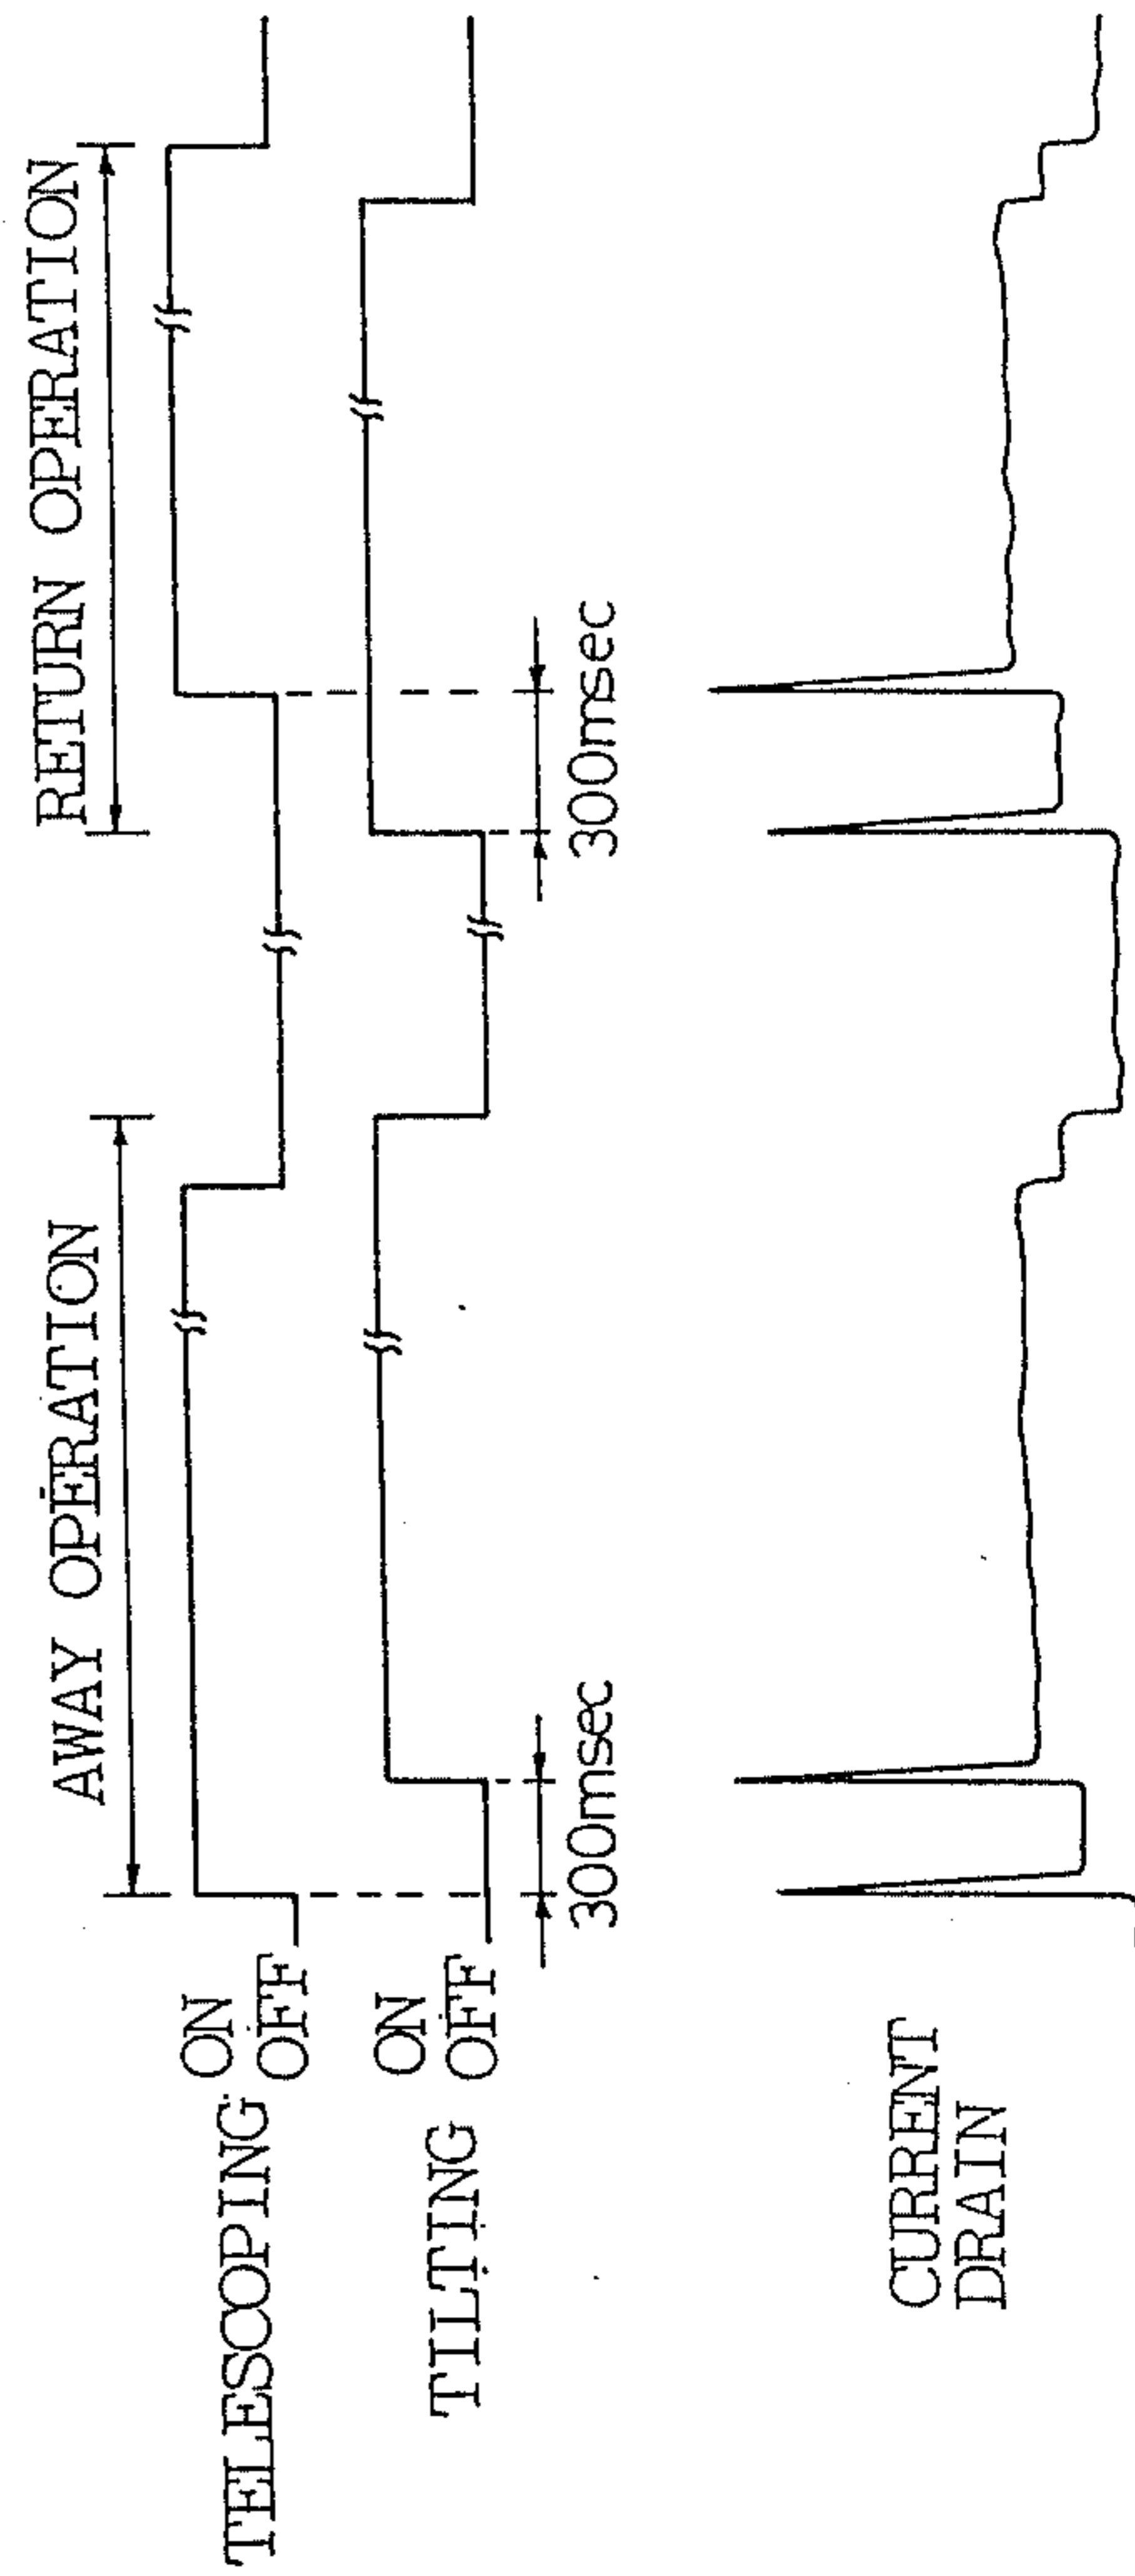 AWAY OPERATION
RETURN OPERATION
TELESCOPING
ON
OFF
TILTING
ON
OFF
300msec
300msec
CURRENT
DRAIN